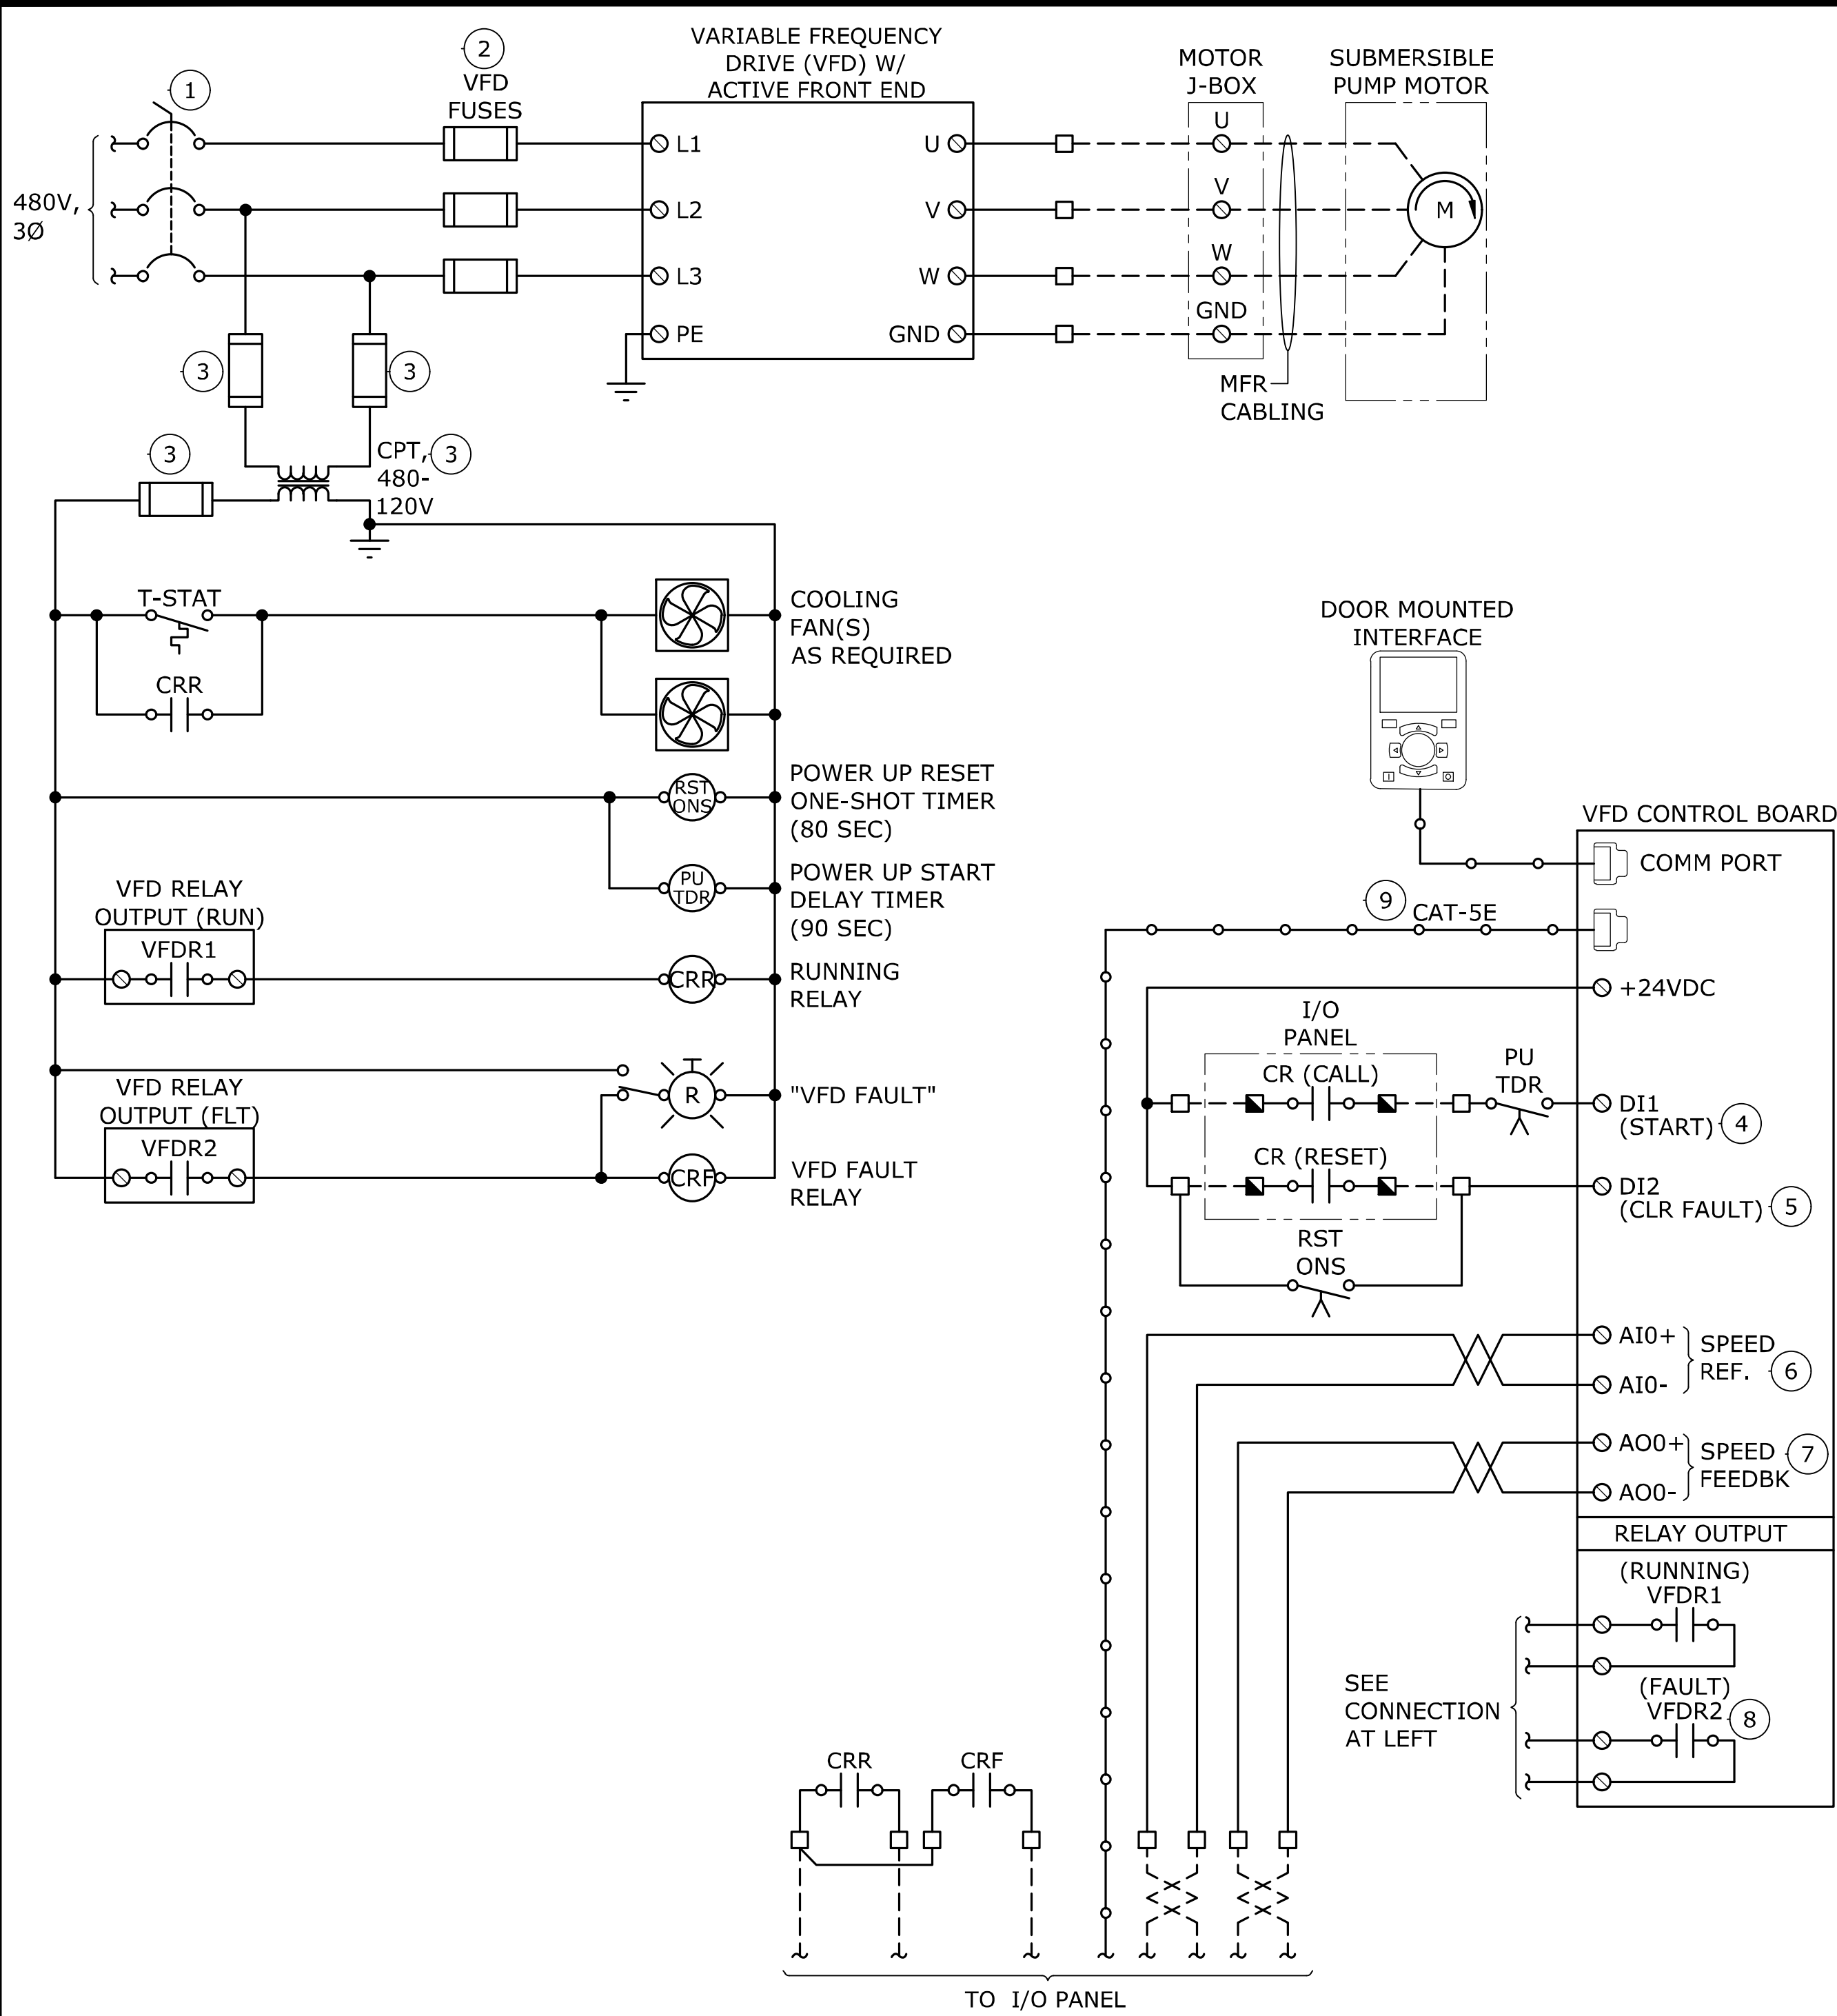 VARIABLE FREQUENCY
DRIVE (VFD) W/
ACTIVE FRONT END
MOTOR
J-BOX
SUBMERSIBLE
PUMP MOTOR
2
VFD
FUSES
1
480V,
3Ø
L1
L2
L3
PE
U
V
W
GND
U
V
W
GND
M
MFR
CABLING
3
3
3
CPT,
480-
120V
3
T-STAT
CRR
COOLING
FAN(S)
AS REQUIRED
RST
ONS
POWER UP RESET
ONE-SHOT TIMER
(80 SEC)
PU
TDR
POWER UP START
DELAY TIMER
(90 SEC)
VFD RELAY
OUTPUT (RUN)
VFDR1
CRR
RUNNING
RELAY
R
"VFD FAULT"
VFD RELAY
OUTPUT (FLT)
VFDR2
CRF
VFD FAULT
RELAY
DOOR MOUNTED
INTERFACE
VFD CONTROL BOARD
COMM PORT
9
CAT-5E
+24VDC
I/O
PANEL
CR (CALL)
PU
TDR
DI1
(START)
4
CR (RESET)
DI2
(CLR FAULT)
5
RST
ONS
AI0+
AI0-
SPEED
REF.
6
AO0+
AO0-
SPEED
FEEDBK
7
RELAY OUTPUT
(RUNNING)
VFDR1
(FAULT)
VFDR2
8
SEE
CONNECTION
AT LEFT
CRR
CRF
TO I/O PANEL